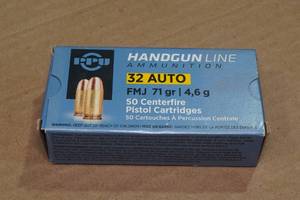 PPU
HANDGUN LINE
AMMUNITION
32 AUTO
FMJ 71 gr | 4,6 g
50 Centerfire
Pistol Cartridges
50 Cartouches À Percussion Centrale